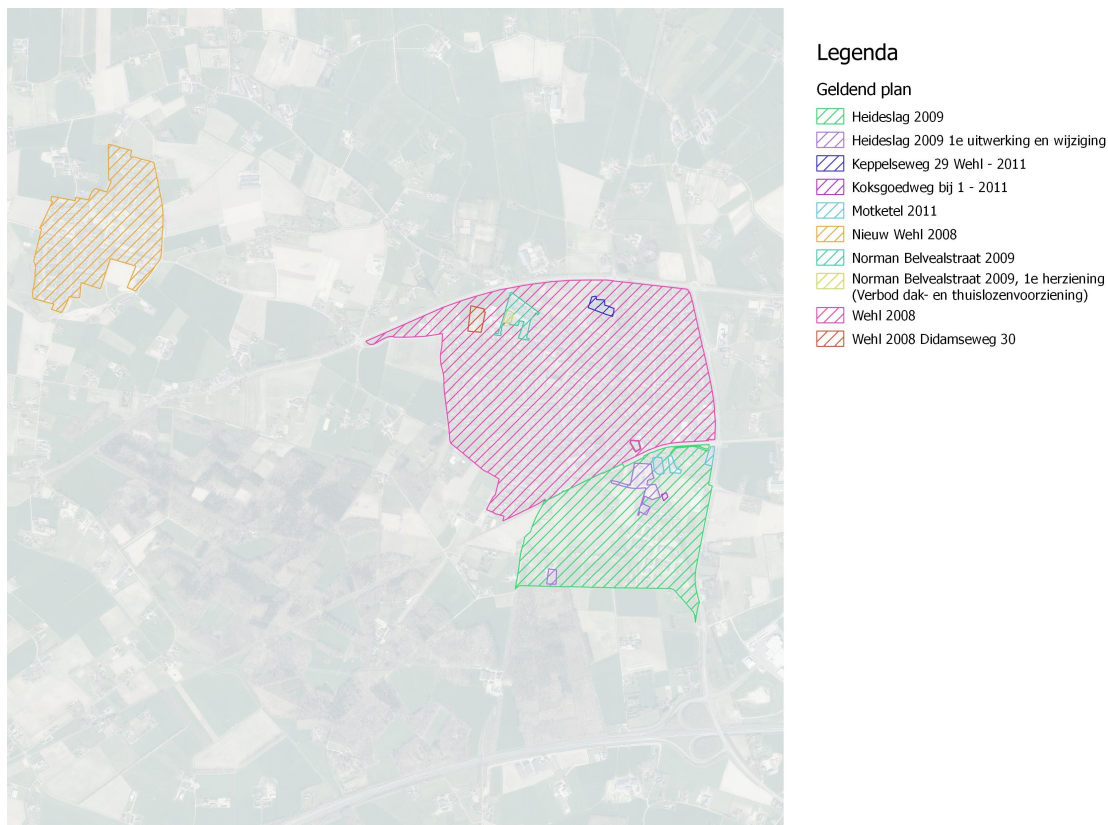 Legenda
Geldend plan
Heideslag 2009
Heideslag 2009 1e uitwerking en wijziging
Keppelseweg 29 Wehl - 2011
Koksgoedweg bij 1 - 2011
Motketel 2011
Nieuw Wehl 2008
Norman Belvealstraat 2009
Norman Belvealstraat 2009, 1e herziening
(Verbod dak- en thuislozenvoorziening)
Wehl 2008
Wehl 2008 Didamseweg 30